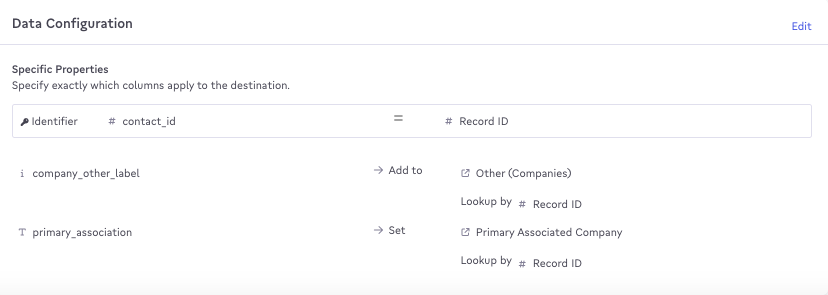 Data Configuration
Edit
Specific Properties
Specify exactly which columns apply to the destination.
Identifier # contact_id = # Record ID
i company_other_label → Add to Other (Companies)
Lookup by # Record ID
T primary_association → Set Primary Associated Company
Lookup by # Record ID